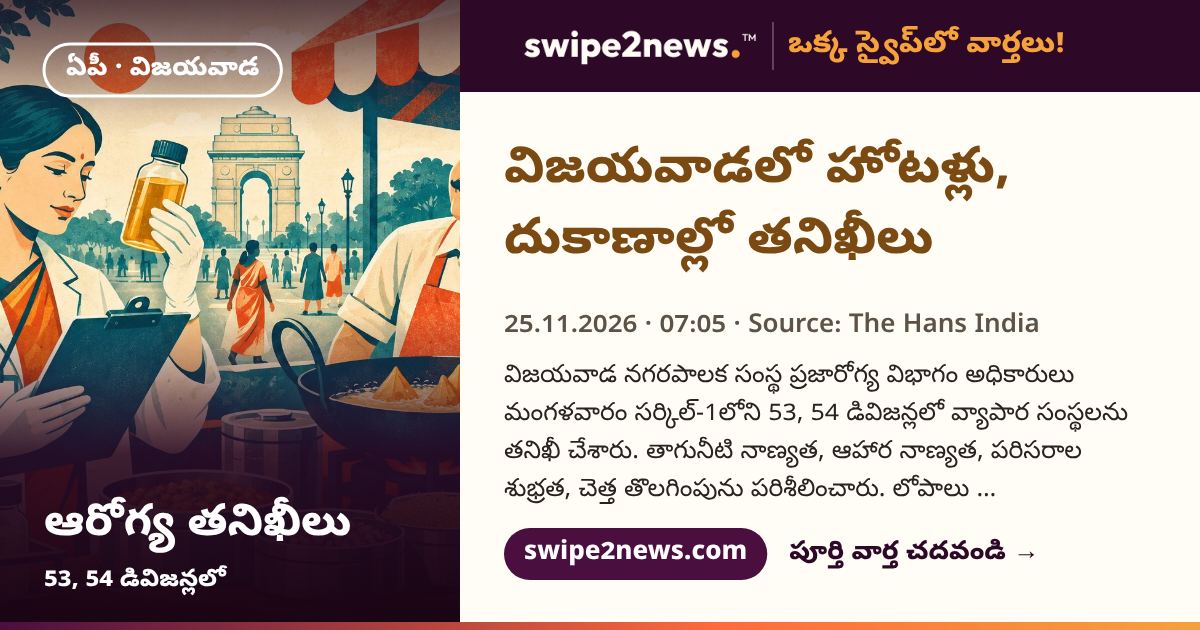 ఏపీ · విజయవాడ
ఆరోగ్య తనిఖీలు
53, 54 డివిజన్లలో
swipe2news.™
ఒక్క స్వైప్‌లో వార్తలు!
విజయవాడలో హోటళ్లు,
దుకాణాల్లో తనిఖీలు
25.11.2026 · 07:05 · Source: The Hans India
విజయవాడ నగరపాలక సంస్థ ప్రజారోగ్య విభాగం అధికారులు
మంగళవారం సర్కిల్-1లోని 53, 54 డివిజన్లలో వ్యాపార సంస్థలను
తనిఖీ చేశారు. తాగునీటి నాణ్యత, ఆహార నాణ్యత, పరిసరాల
శుభ్రత, చెత్త తొలగింపును పరిశీలించారు. లోపాలు ...
swipe2news.com
పూర్తి వార్త చదవండి →